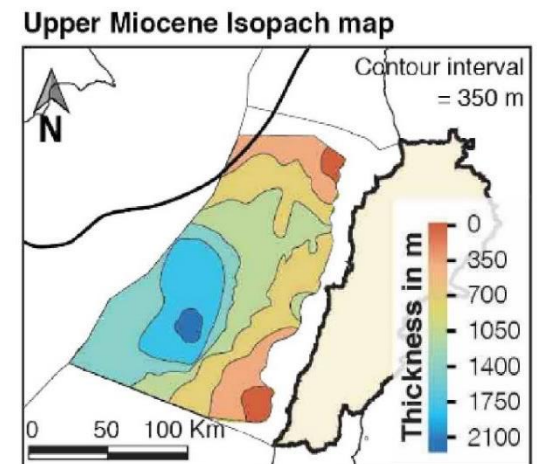 Upper Miocene Isopach map
Contour interval
= 350 m
N
Thickness in m
0
350
700
1050
1400
1750
2100
0 50 100 Km